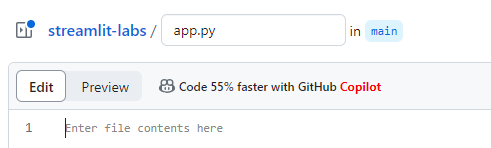 streamlit-labs / app.py in main
Edit Preview Code 55% faster with GitHub Copilot
1 Enter file contents here